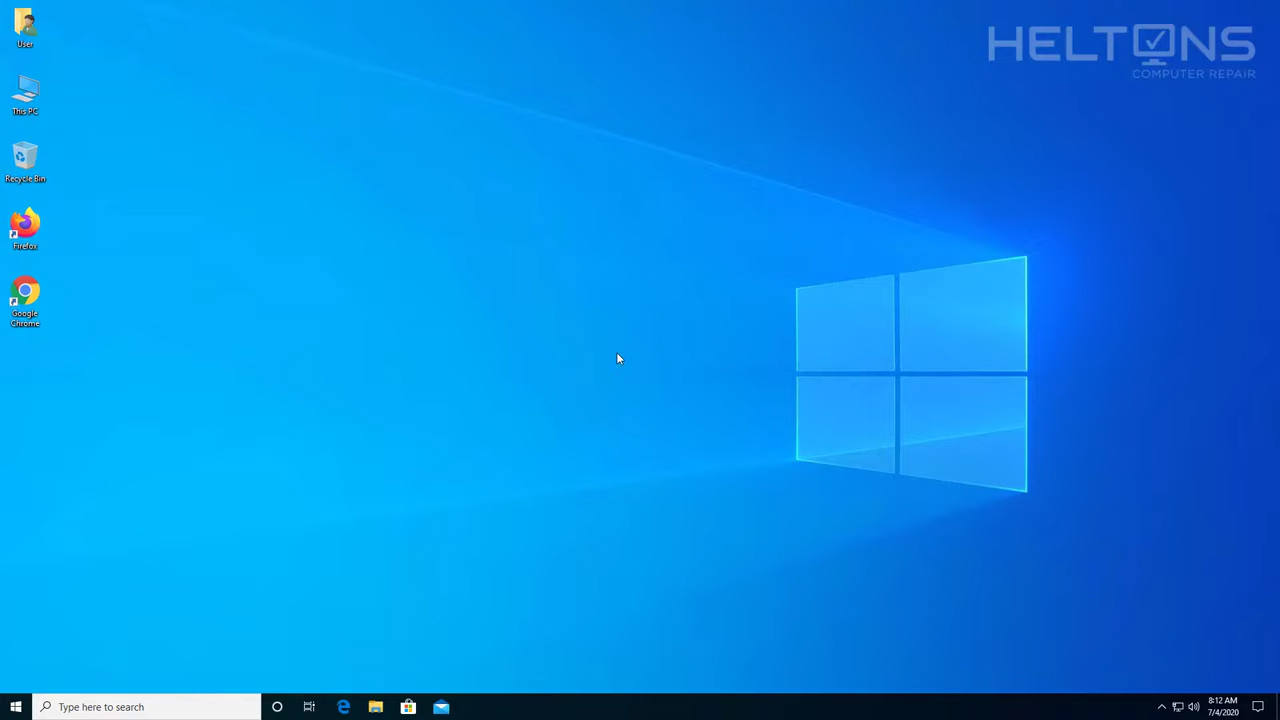 User
HELTONS
COMPUTER REPAIR
This PC
Recycle Bin
Firefox
Google
Chrome
Type here to search
8:12 AM
7/4/2020